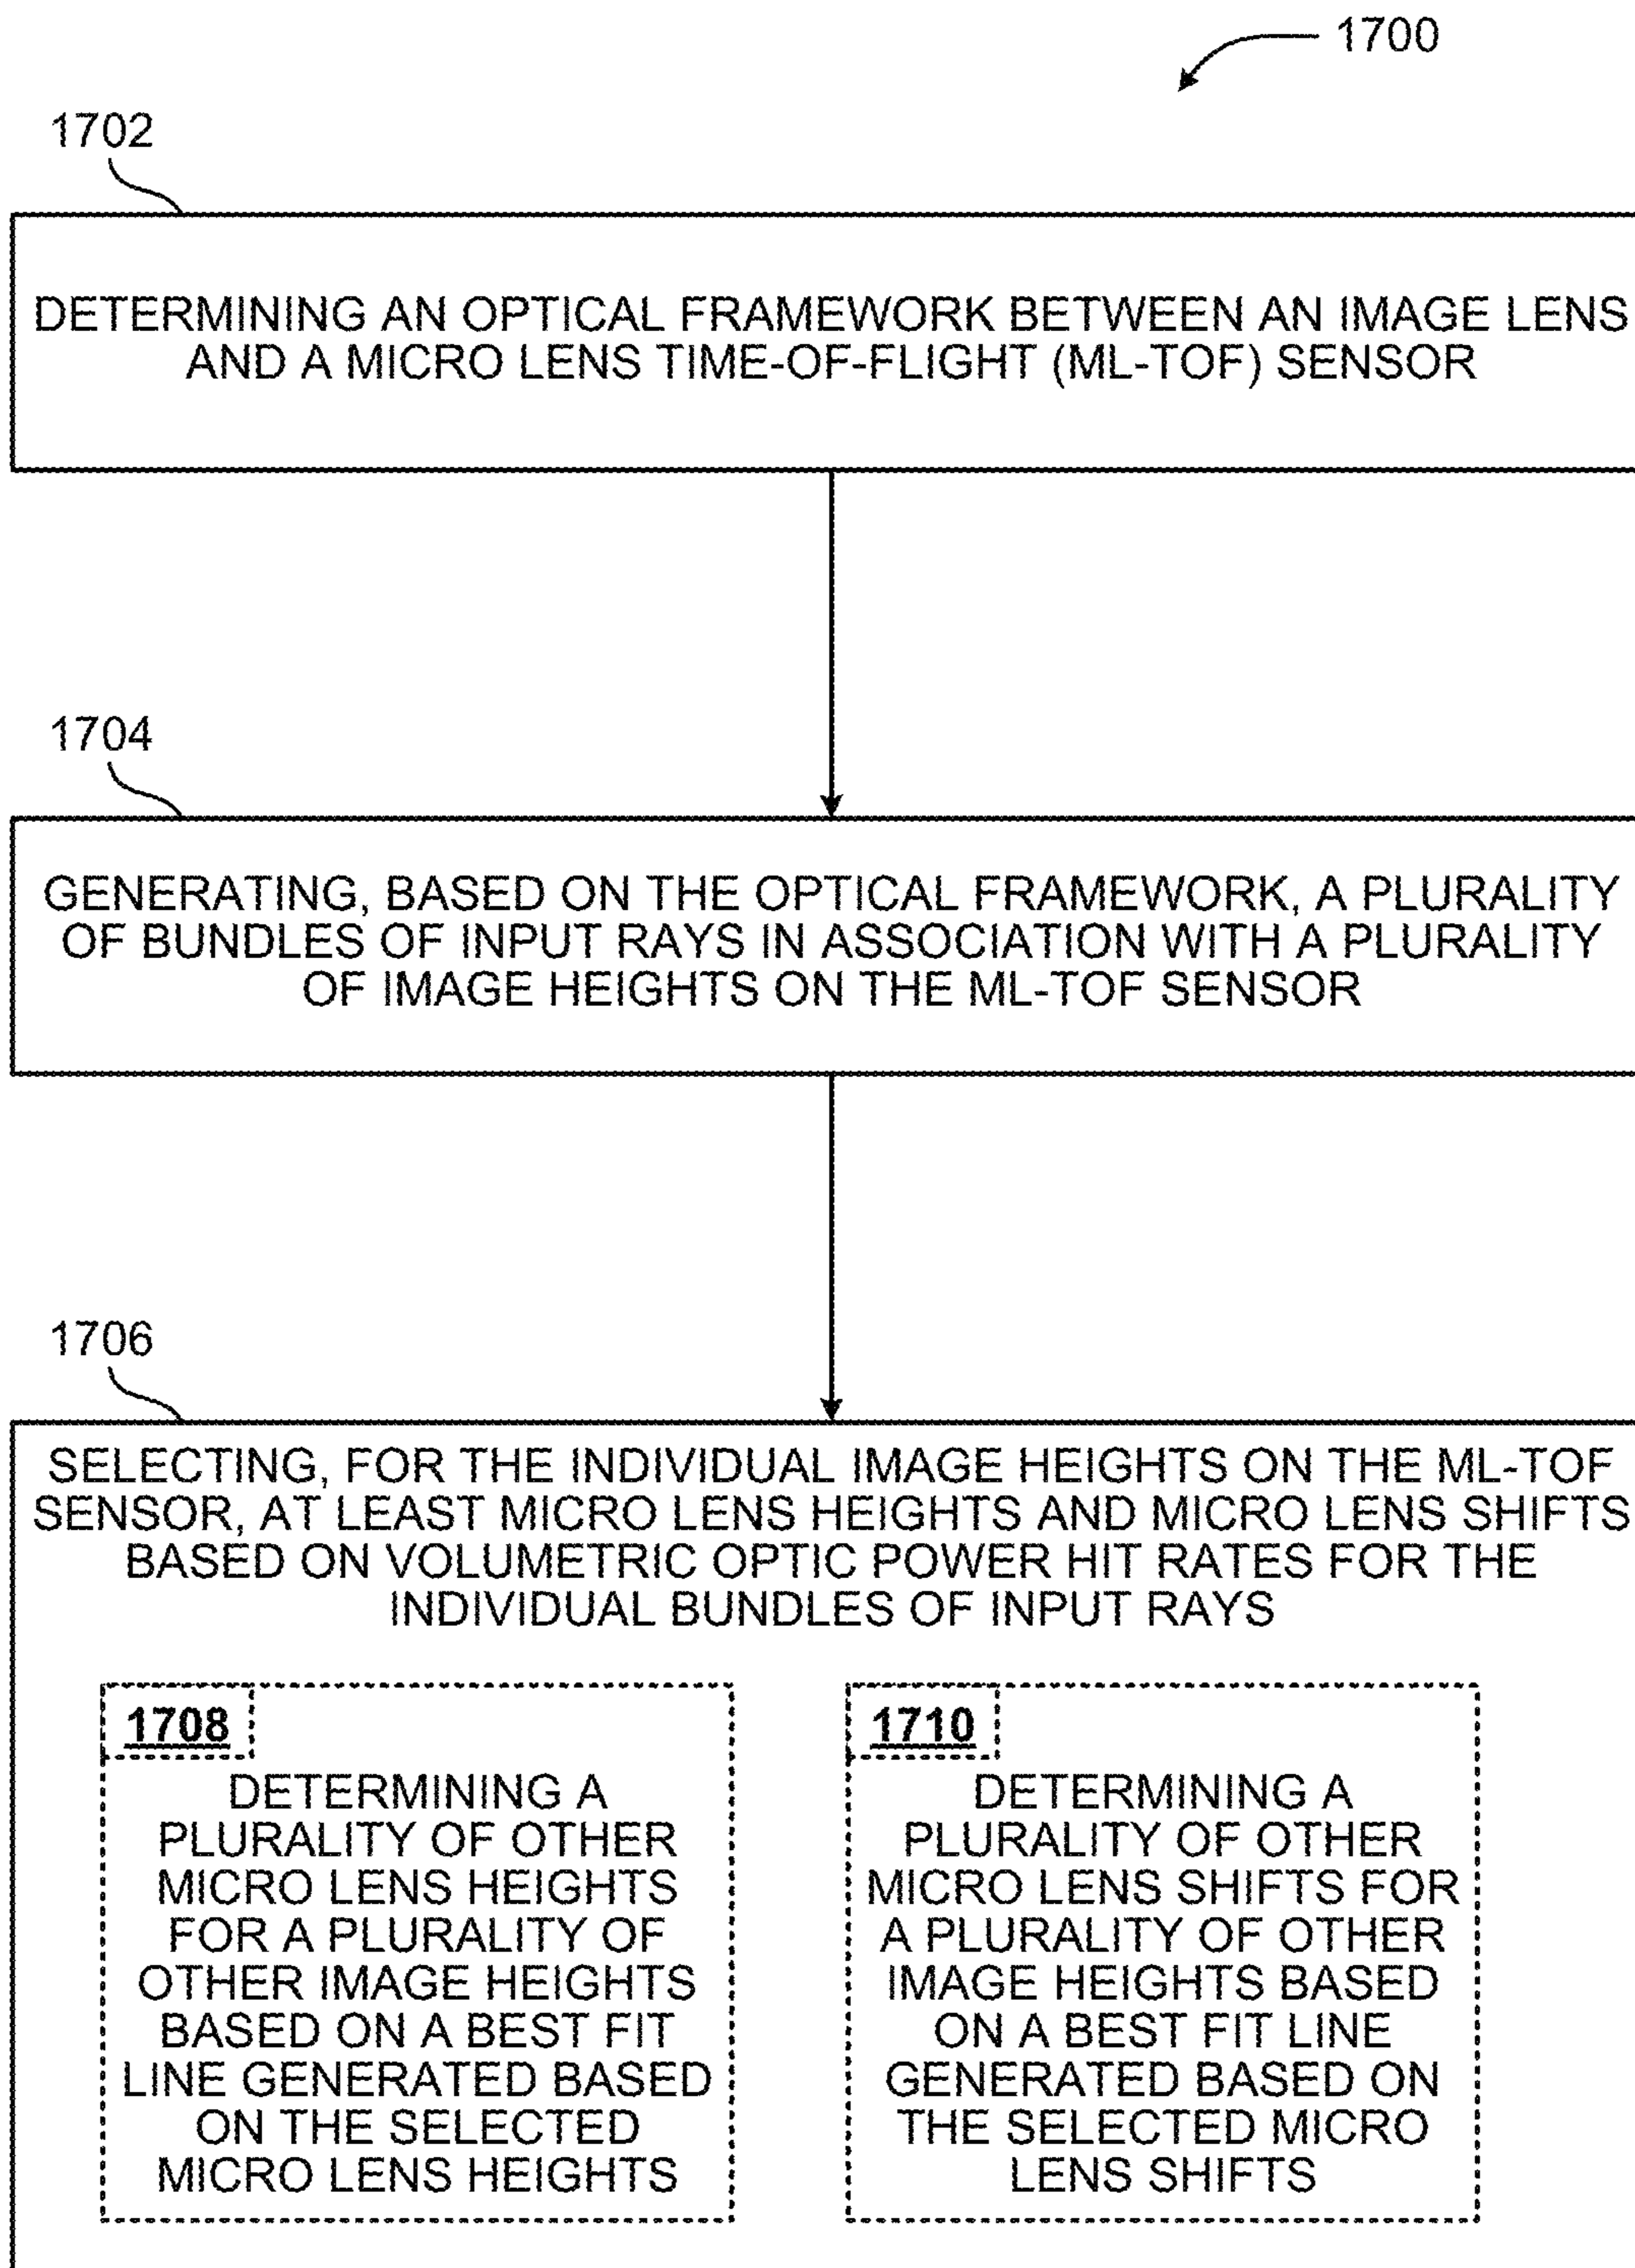 1700
1702
DETERMINING AN OPTICAL FRAMEWORK BETWEEN AN IMAGE LENS
AND A MICRO LENS TIME-OF-FLIGHT (ML-TOF) SENSOR
1704
GENERATING, BASED ON THE OPTICAL FRAMEWORK, A PLURALITY
OF BUNDLES OF INPUT RAYS IN ASSOCIATION WITH A PLURALITY
OF IMAGE HEIGHTS ON THE ML-TOF SENSOR
1706
SELECTING, FOR THE INDIVIDUAL IMAGE HEIGHTS ON THE ML-TOF
SENSOR, AT LEAST MICRO LENS HEIGHTS AND MICRO LENS SHIFTS
BASED ON VOLUMETRIC OPTIC POWER HIT RATES FOR THE
INDIVIDUAL BUNDLES OF INPUT RAYS
1708
DETERMINING A
PLURALITY OF OTHER
MICRO LENS HEIGHTS
FOR A PLURALITY OF
OTHER IMAGE HEIGHTS
BASED ON A BEST FIT
LINE GENERATED BASED
ON THE SELECTED
MICRO LENS HEIGHTS
1710
DETERMINING A
PLURALITY OF OTHER
MICRO LENS SHIFTS FOR
A PLURALITY OF OTHER
IMAGE HEIGHTS BASED
ON A BEST FIT LINE
GENERATED BASED ON
THE SELECTED MICRO
LENS SHIFTS